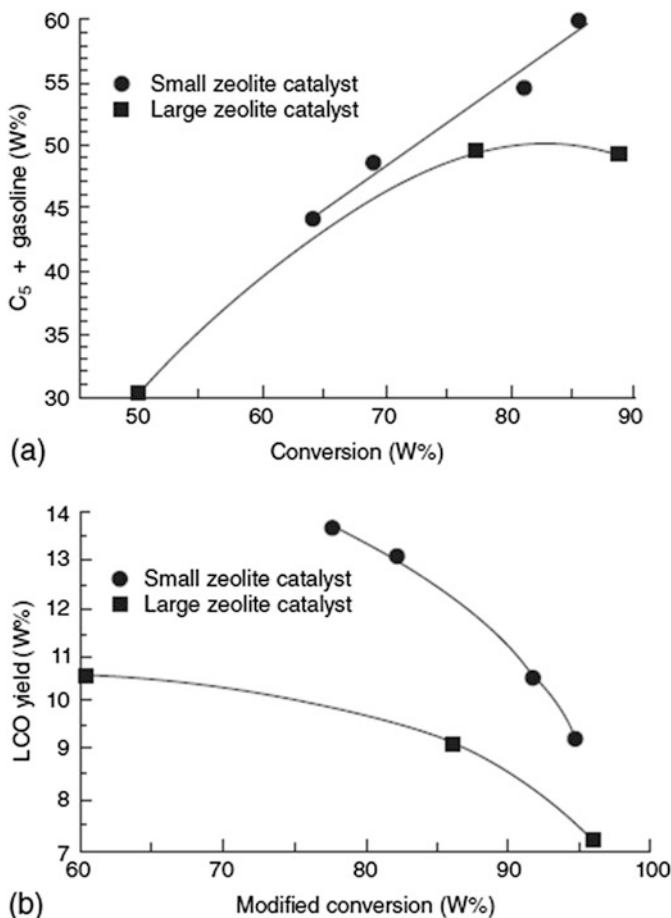 60
55
50
45
40
35
30
C5 + gasoline (W%)
Small zeolite catalyst
Large zeolite catalyst
50 60 70 80 90
Conversion (W%)
(a)
14
13
12
11
10
9
8
7
LCO yield (W%)
Small zeolite catalyst
Large zeolite catalyst
60 70 80 90 100
Modified conversion (W%)
(b)